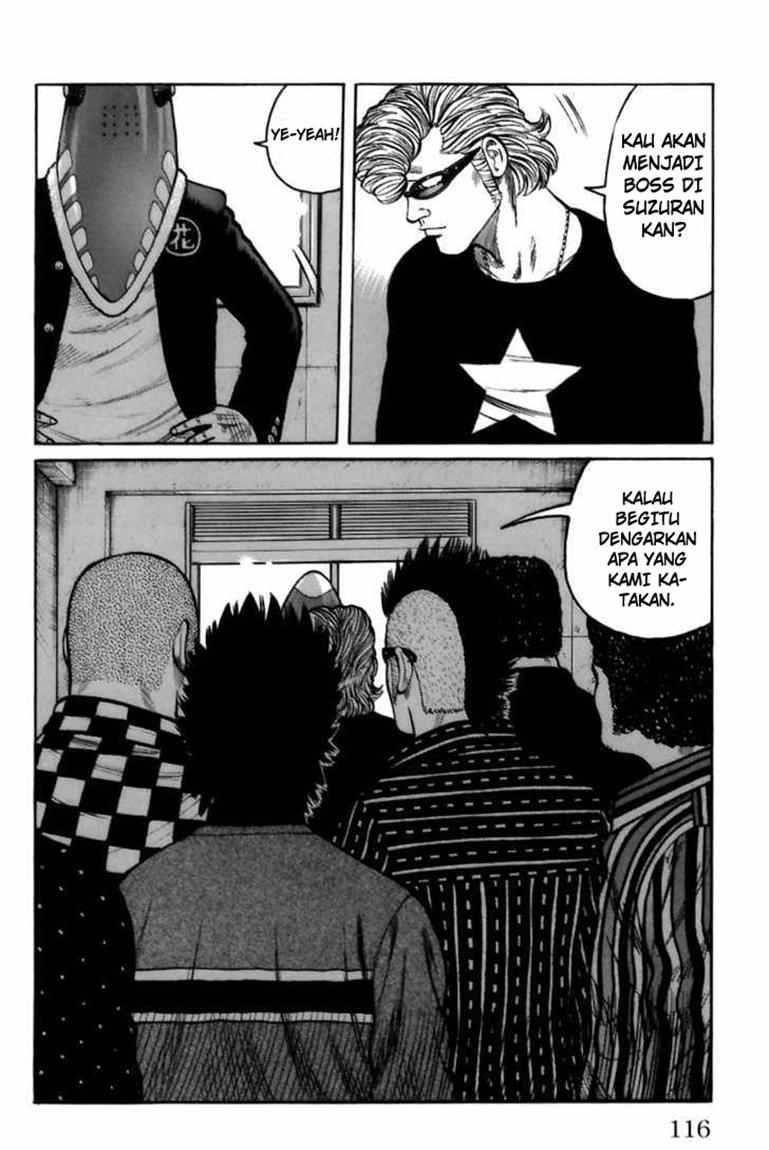 YE-YEAH!
KAU AKAN
MENJADI
BOSS DI
SUZURAN
KAN?
花
KALAU
BEGITU
DENGARKAN
APA YANG
KAMI KA-
TAKAN.
116